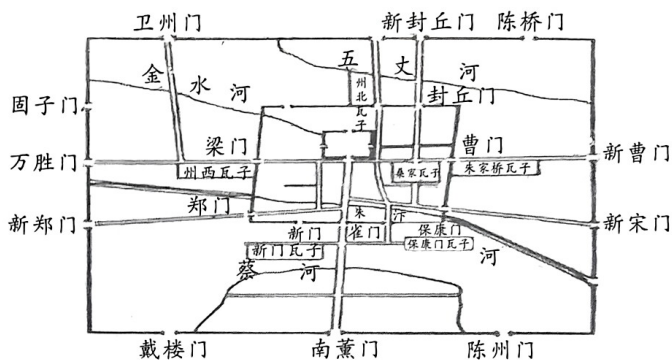 卫州门 新封丘门 陈桥门
金水河 五丈河
州北瓦子
固子门 封丘门
梁门 曹门
万胜门 州西瓦子 桑家瓦子 朱家桥瓦子 新曹门
郑门 朱雀门 汴河
新郑门 新门 保康门 新宋门
新门瓦子 保康门瓦子
蔡河
戴楼门 南薰门 陈州门